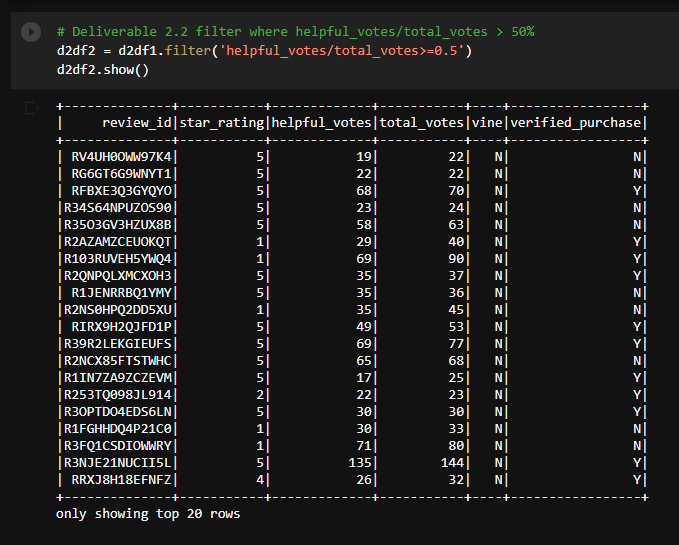 # Deliverable 2.2 filter where helpful_votes/total_votes > 50%
d2df2 = d2df1.filter('helpful_votes/total_votes>=0.5')
d2df2.show()
+--------------+-----------+-------------+-----------+----+-----------------+
|     review_id|star_rating|helpful_votes|total_votes|vine|verified_purchase|
+--------------+-----------+-------------+-----------+----+-----------------+
| RV4UH0OWW97K4|          5|           19|         22|   N|                N|
| RG6GT6G9WNYT1|          5|           22|         22|   N|                N|
| RFBXE3Q3GYQYO|          5|           68|         70|   N|                Y|
|R34S64NPUZOS90|          5|           23|         24|   N|                N|
|R35O3GV3HZUX8B|          5|           58|         63|   N|                N|
|R2AZAMZCEUOKQT|          1|           29|         40|   N|                Y|
|R103RUVEH5YWQ4|          1|           69|         90|   N|                Y|
|R2QNPQLXMCXOH3|          5|           35|         37|   N|                Y|
| R1JENRRBQ1YMY|          5|           35|         36|   N|                N|
|R2NS0HPQ2DD5XU|          1|           35|         45|   N|                N|
| RIRX9H2QJFD1P|          5|           49|         53|   N|                Y|
|R39R2LEKGIEUFS|          5|           69|         77|   N|                Y|
|R2NCX85FTSTWHC|          5|           65|         68|   N|                N|
|R1IN7ZA9ZCZEVM|          5|           17|         25|   N|                Y|
|R253TQ098JL914|          2|           22|         23|   N|                Y|
|R3OPTDO4EDS6LN|          5|           30|         30|   N|                Y|
|R1FGHHDQ4P21C0|          1|           30|         33|   N|                N|
|R3FQ1CSDIOWWRY|          1|           71|         80|   N|                N|
|R3NJE21NUCII5L|          5|          135|        144|   N|                Y|
| RRXJ8H18EFNFZ|          4|           26|         32|   N|                Y|
+--------------+-----------+-------------+-----------+----+-----------------+
only showing top 20 rows